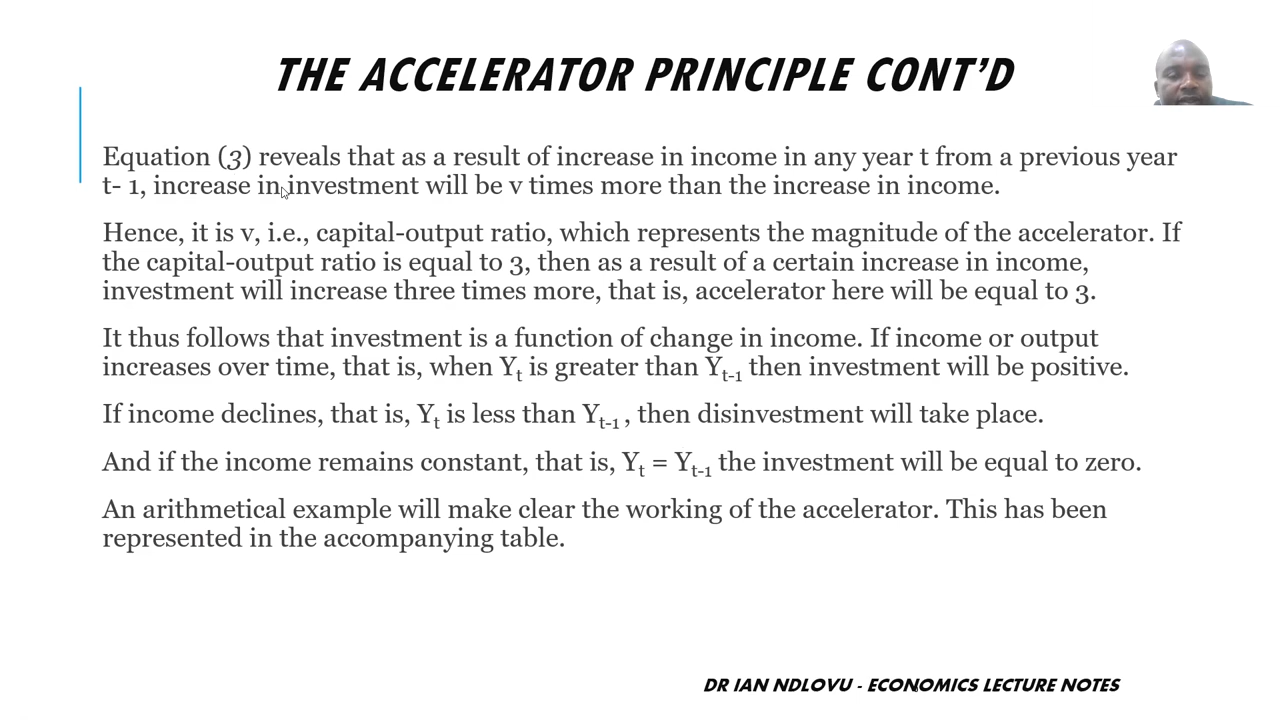 THE ACCELERATOR PRINCIPLE CONT’D
Equation (3) reveals that as a result of increase in income in any year t from a previous year
t- 1, increase in investment will be v times more than the increase in income.
Hence, it is v, i.e., capital-output ratio, which represents the magnitude of the accelerator. If
the capital-output ratio is equal to 3, then as a result of a certain increase in income,
investment will increase three times more, that is, accelerator here will be equal to 3.
It thus follows that investment is a function of change in income. If income or output
increases over time, that is, when Yt is greater than Yt-1 then investment will be positive.
If income declines, that is, Yt is less than Yt-1 , then disinvestment will take place.
And if the income remains constant, that is, Yt = Yt-1 the investment will be equal to zero.
An arithmetical example will make clear the working of the accelerator. This has been
represented in the accompanying table.
DR IAN NDLOVU - ECONOMICS LECTURE NOTES